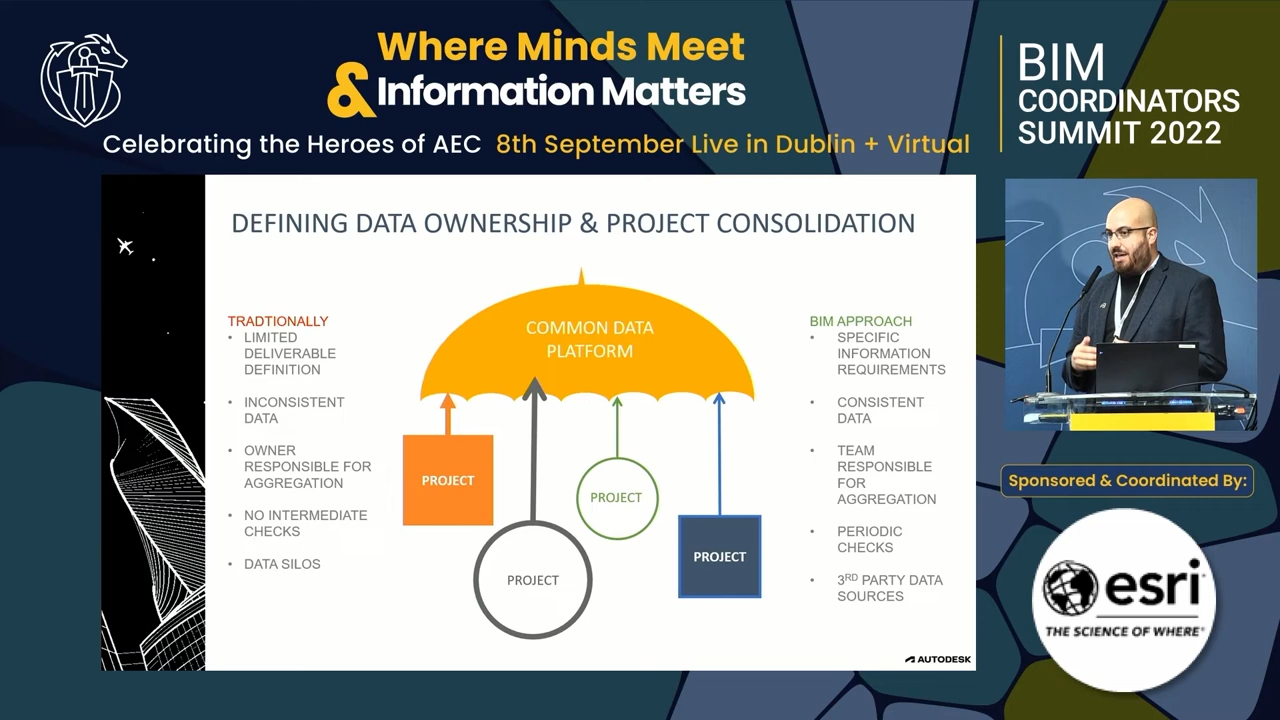 Where Minds Meet
& Information Matters
Celebrating the Heroes of AEC 8th September Live in Dublin + Virtual
BIM
COORDINATORS
SUMMIT 2022
DEFINING DATA OWNERSHIP & PROJECT CONSOLIDATION
TRADTIONALLY
• LIMITED
DELIVERABLE
DEFINITION
• INCONSISTENT
DATA
• OWNER
RESPONSIBLE FOR
AGGREGATION
• NO INTERMEDIATE
CHECKS
• DATA SILOS
COMMON DATA
PLATFORM
PROJECT
PROJECT
PROJECT
PROJECT
BIM APPROACH
• SPECIFIC
INFORMATION
REQUIREMENTS
• CONSISTENT
DATA
• TEAM
RESPONSIBLE
FOR
AGGREGATION
• PERIODIC
CHECKS
• 3RD PARTY DATA
SOURCES
AUTODESK
Sponsored & Coordinated By:
esri
THE SCIENCE OF WHERE®